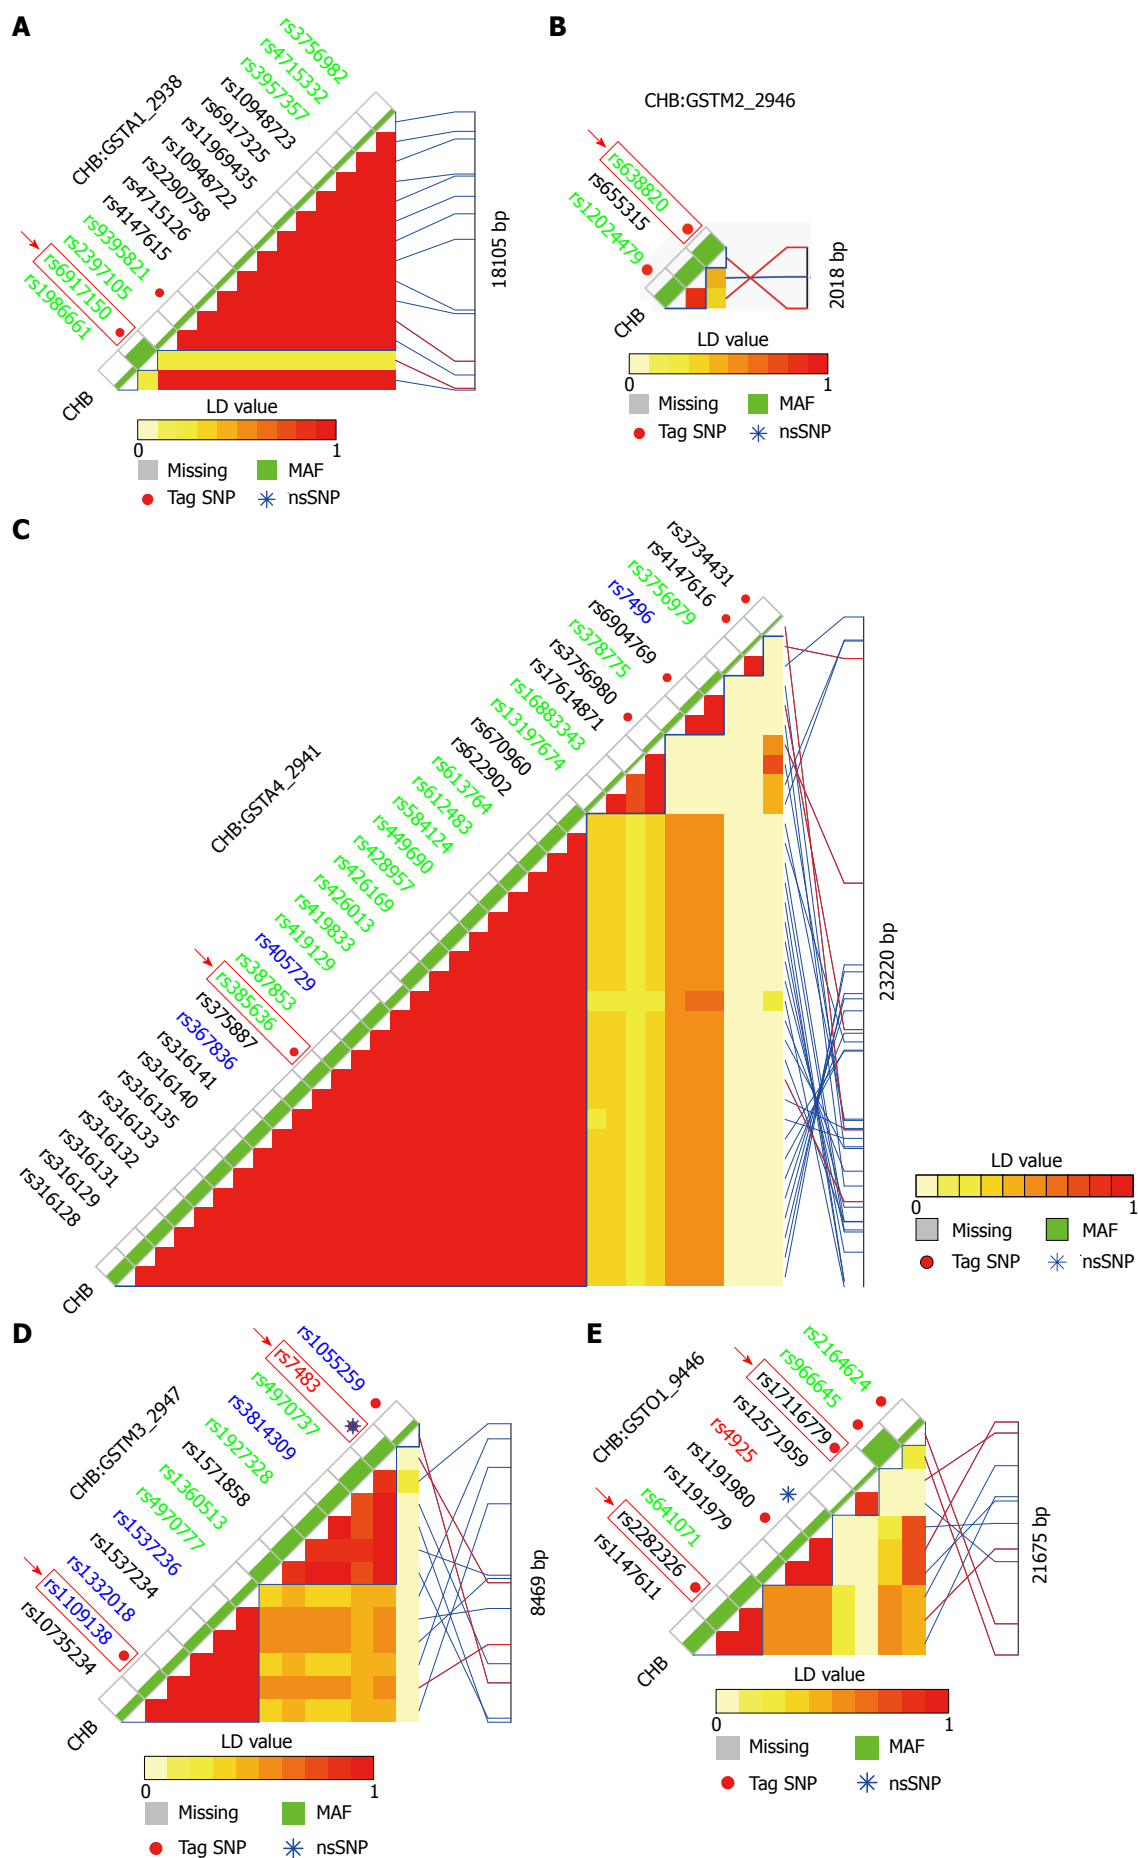 A
CHB:GSTA1_2938
rs3756982
rs4715332
rs3957357
rs10948723
rs6917325
rs11969435
rs10948722
rs2290758
rs4715126
rs4147615
rs9395821
rs2397105
rs6917150
rs1986661
CHB
18105 bp
LD value
0 1
Missing MAF
Tag SNP nsSNP
B
CHB:GSTM2_2946
rs638820
rs655315
rs12024479
CHB
2018 bp
LD value
0 1
Missing MAF
Tag SNP nsSNP
C
CHB:GSTA4_2941
rs3734431
rs4147616
rs3756979
rs7496
rs6904769
rs378775
rs3756980
rs17614871
rs16883343
rs13197674
rs670960
rs622902
rs613764
rs612483
rs584124
rs449690
rs428957
rs426169
rs426013
rs419833
rs419129
rs405729
rs387853
rs385636
rs375887
rs367836
rs316141
rs316140
rs316135
rs316133
rs316132
rs316131
rs316129
rs316128
CHB
23220 bp
LD value
0 1
Missing MAF
Tag SNP nsSNP
D
CHB:GSTM3_2947
rs1055259
rs7483
rs4970737
rs3814309
rs1927328
rs1571858
rs1360513
rs4970777
rs1537236
rs1537234
rs1332018
rs1109138
rs10735234
CHB
8469 bp
LD value
0 1
Missing MAF
Tag SNP nsSNP
E
CHB:GSTO1_9446
rs2164624
rs966645
rs17116779
rs12571959
rs4925
rs1191980
rs1191979
rs641071
rs2282326
rs1147611
CHB
21675 bp
LD value
0 1
Missing MAF
Tag SNP nsSNP